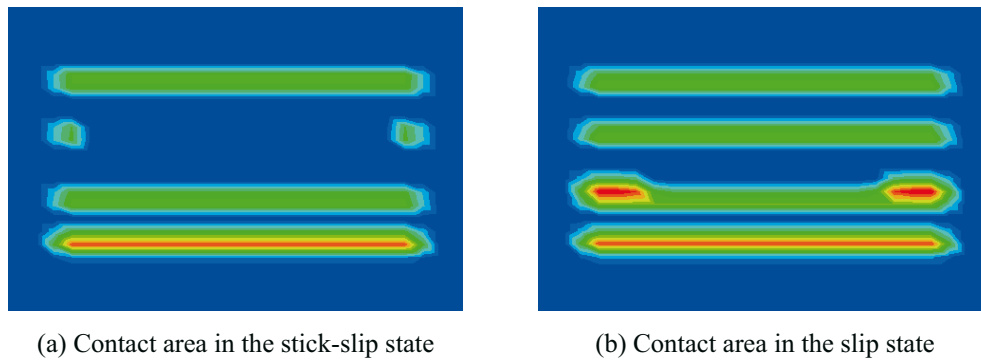 (a) Contact area in the stick-slip state
(b) Contact area in the slip state